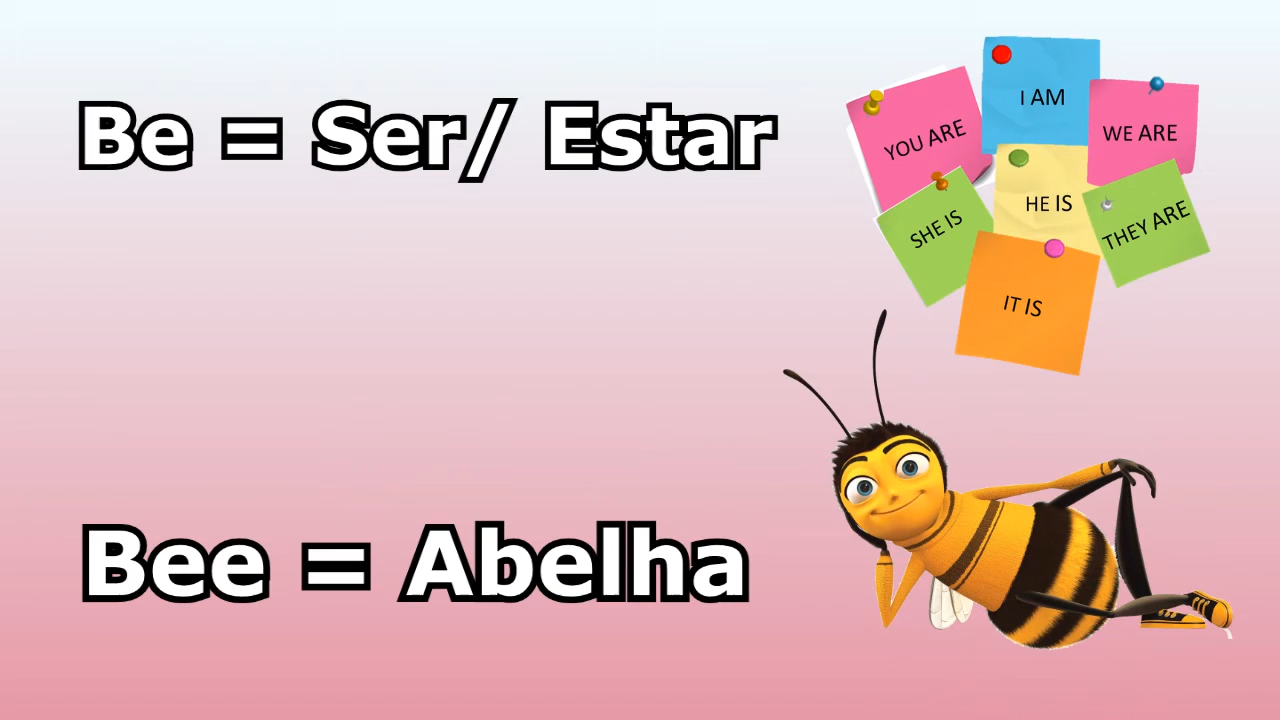 Be = Ser/ Estar
I AM
YOU ARE
WE ARE
HE IS
SHE IS
THEY ARE
IT IS
Bee = Abelha